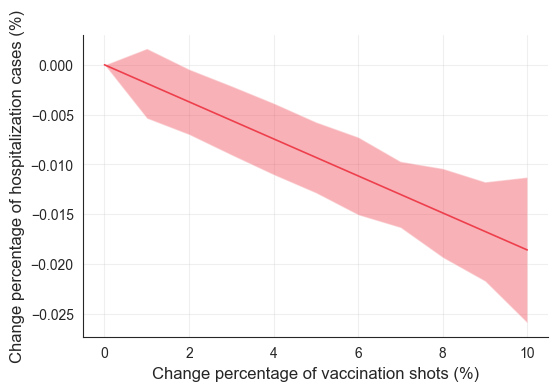 Change percentage of hospitalization cases (%)
0.000
−0.005
−0.010
−0.015
−0.020
−0.025
0 2 4 6 8 10
Change percentage of vaccination shots (%)